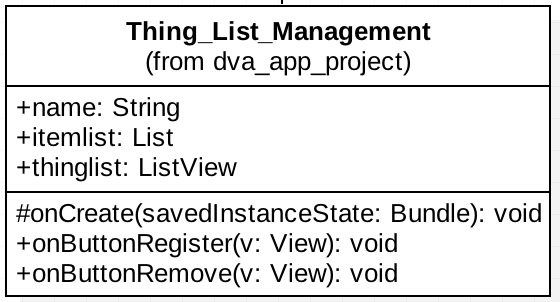 Thing_List_Management
(from dva_app_project)
+name: String
+itemlist: List
+thinglist: ListView
#onCreate(savedInstanceState: Bundle): void
+onButtonRegister(v: View): void
+onButtonRemove(v: View): void